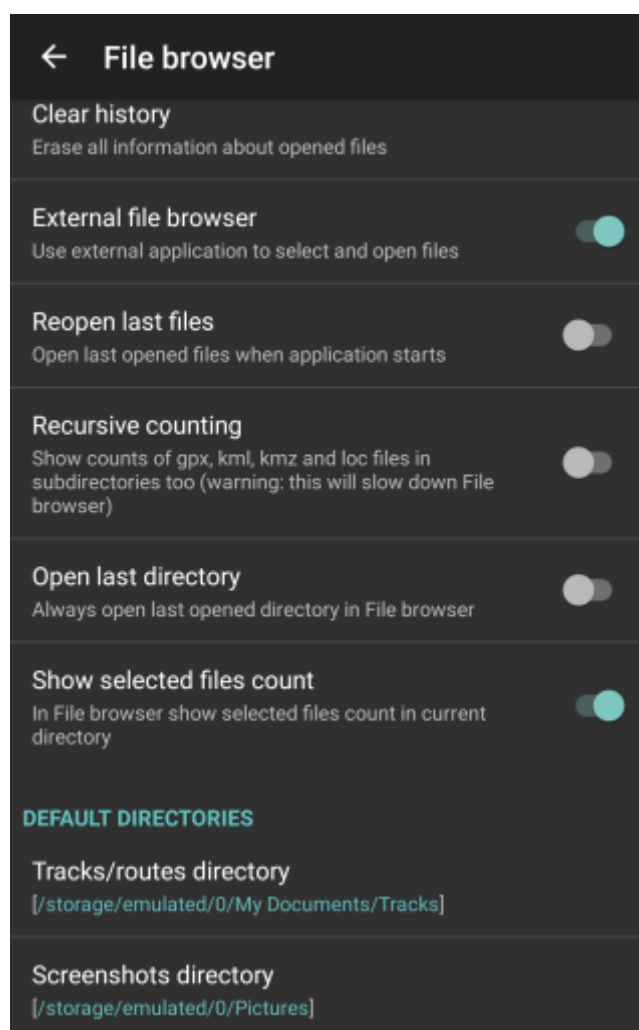 File browser
Clear history
Erase all information about opened files
External file browser
Use external application to select and open files
Reopen last files
Open last opened files when application starts
Recursive counting
Show counts of gpx, kml, kmz and loc files in
subdirectories too (warning: this will slow down File
browser)
Open last directory
Always open last opened directory in File browser
Show selected files count
In File browser show selected files count in current
directory
DEFAULT DIRECTORIES
Tracks/routes directory
[/storage/emulated/0/My Documents/Tracks]
Screenshots directory
[/storage/emulated/0/Pictures]